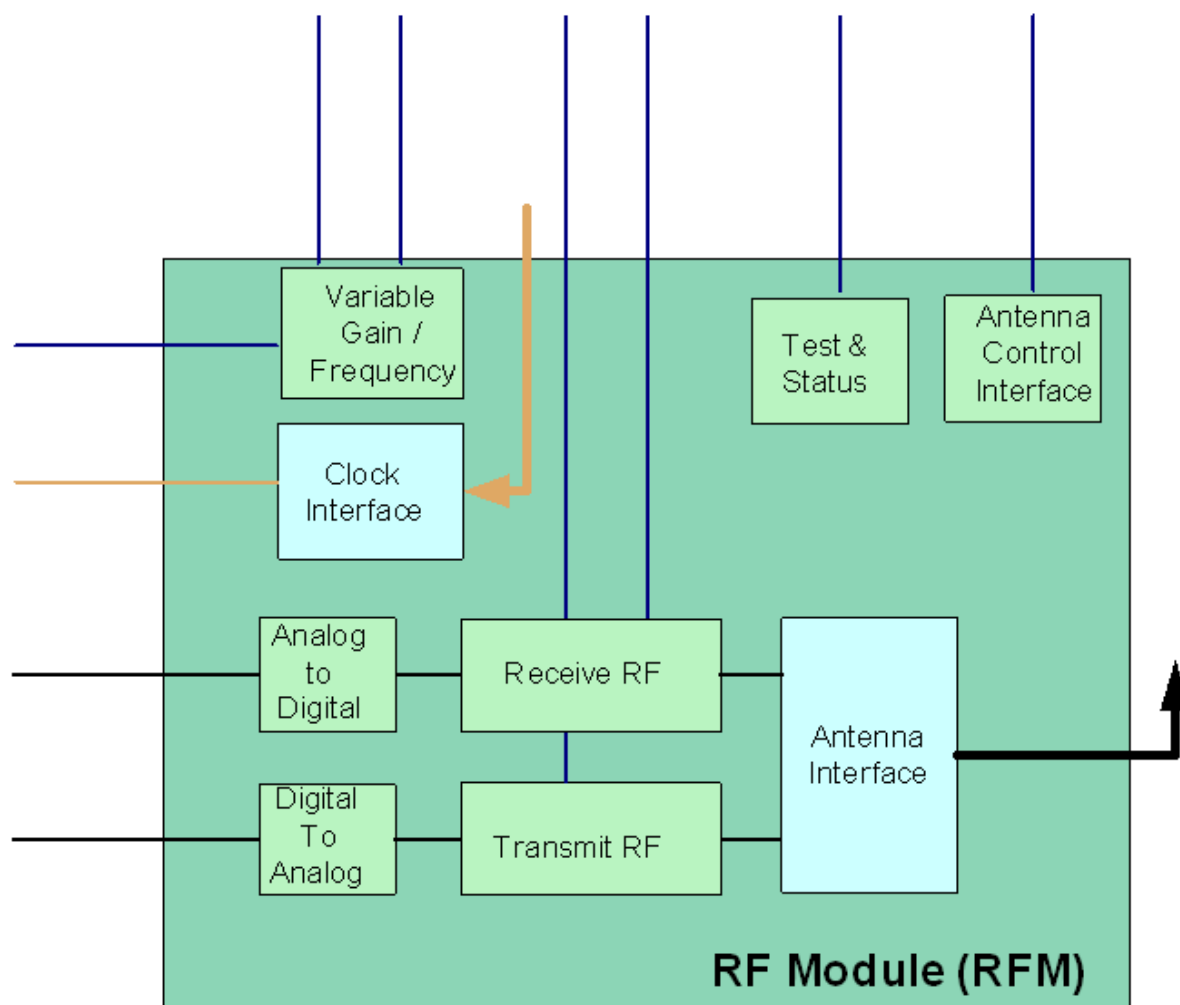 Variable
Gain /
Frequency
Test &
Status
Antenna
Control
Interface
Clock
Interface
Analog
to
Digital
Receive RF
Antenna
Interface
Digital
To
Analog
Transmit RF
RF Module (RFM)